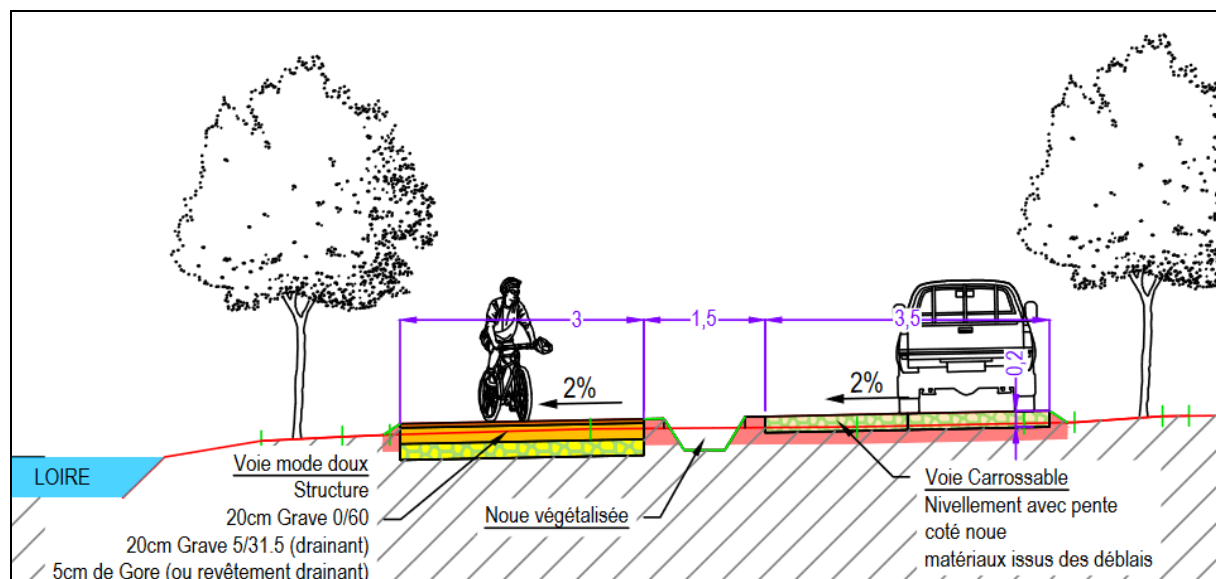 3
1,5
3,5
0,2
2%
2%
LOIRE
Voie mode doux
Structure
20cm Grave 0/60
20cm Grave 5/31.5 (drainant)
5cm de Gore (ou revêtement drainant)
Noue végétalisée
Voie Carrossable
Nivellement avec pente
coté noue
matériaux issus des déblais